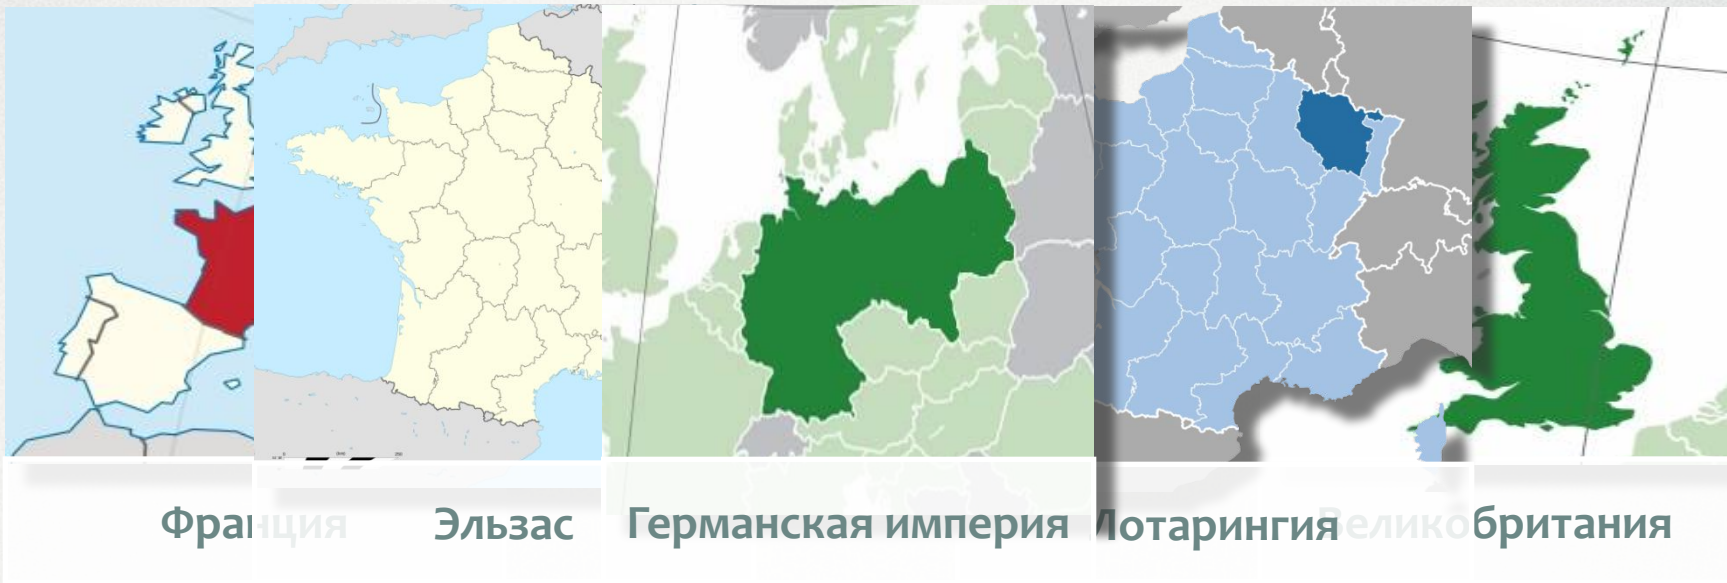 Франция Эльзас Германская империя Лотарингия Великобритания